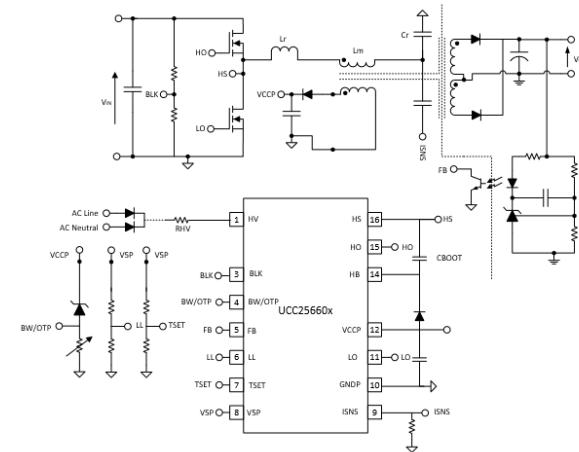 Lr
Lm
Cr
HO
HS
BLK
VIN
VCCP
LO
ISNS
V
FB
AC Line
AC Neutral
RHV
1 HV
HS 16 HS
HO 15 HO
CBOOT
HB 14
VCCP VSP VSP
BLK 3 BLK
BW/OTP 4 BW/OTP
UCC25660x
BW/OTP
LL TSET
FB 5 FB
VCCP 12
LL 6 LL
LO 11 LO
TSET 7 TSET
GNDP 10
VSP 8 VSP
ISNS 9 ISNS